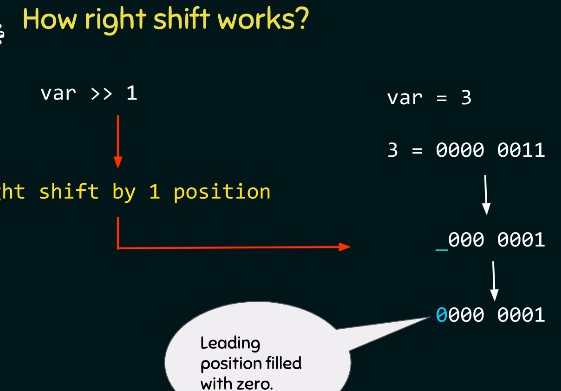 How right shift works?
var >> 1
var = 3
3 = 0000 0011
ht shift by 1 position
_000 0001
0000 0001
Leading
position filled
with zero.